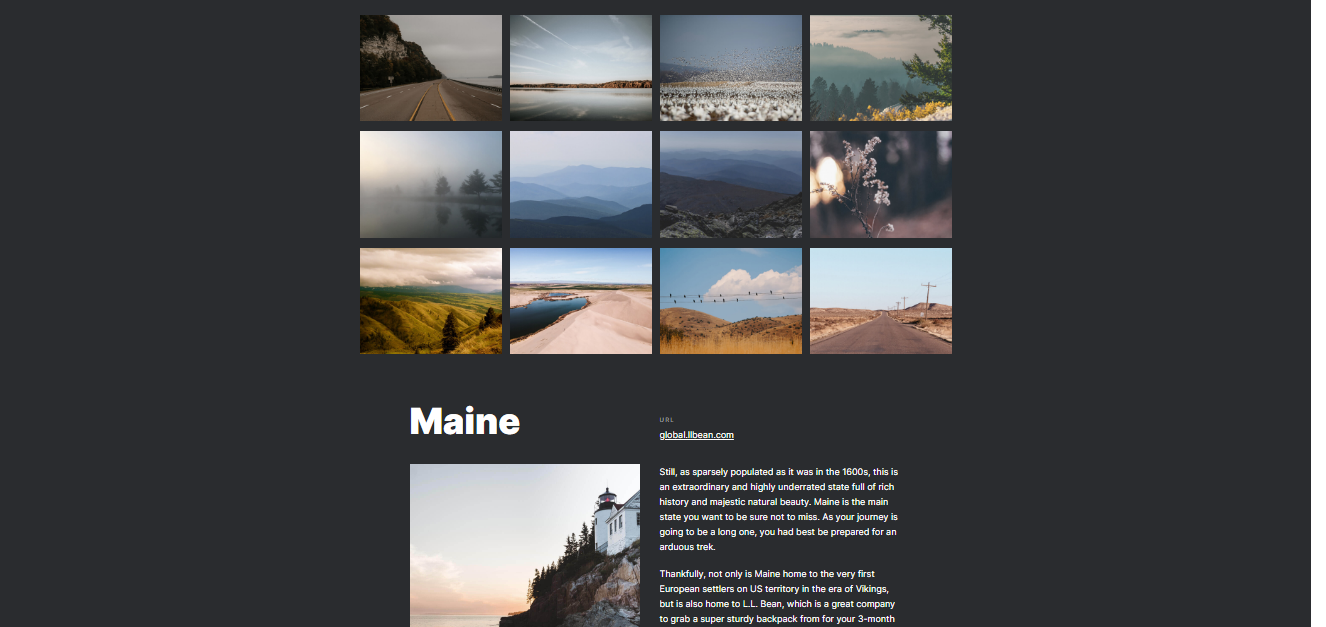 Maine
URL
global.llbean.com
Still, as sparsely populated as it was in the 1600s, this is
an extraordinary and highly underrated state full of rich
history and majestic natural beauty. Maine is the main
state you want to be sure not to miss. As your journey is
going to be a long one, you had best be prepared for an
arduous trek.
Thankfully, not only is Maine home to the very first
European settlers on US territory in the era of Vikings,
but is also home to L.L. Bean, which is a great company
to grab a super sturdy backpack from for your 3-month